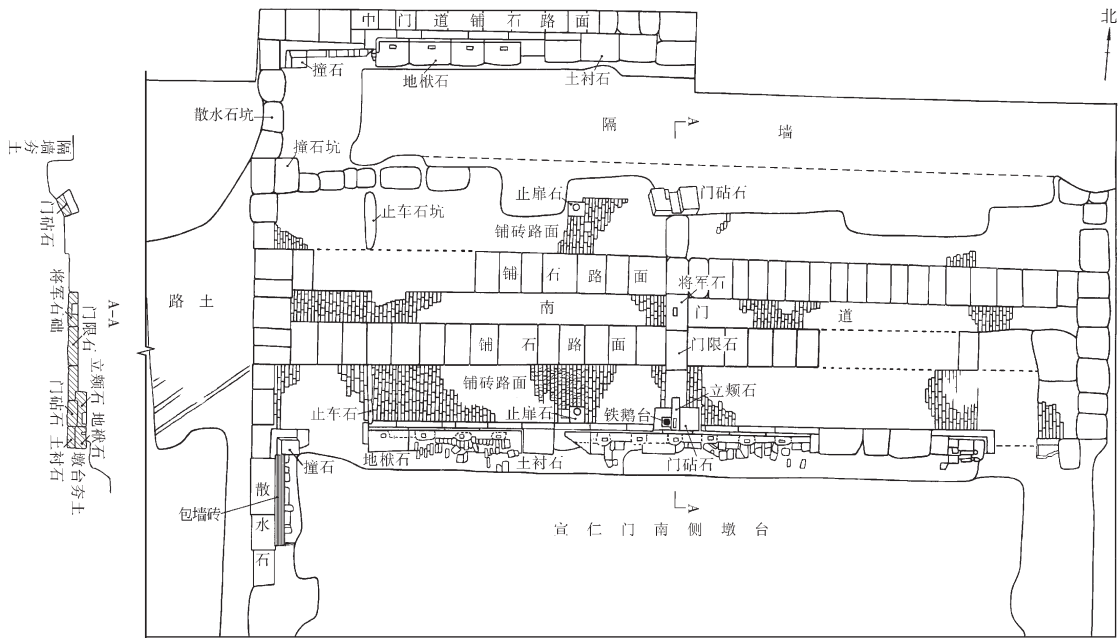 北
中门道铺石路面
撞石
地栿石
土衬石
散水石坑
隔墙
A
撞石坑
止扉石
门砧石
止车石坑
铺砖路面
铺石路面
将军石
路土
南门道
铺石路面
门限石
铺砖路面
立颊石
止车石
止扉石
铁鹅台
地栿石
土衬石
门砧石
撞石
散水石
包墙砖
A
宣仁门南侧墩台
隔墙夯土
门砧石
将军石础
A-A
门限石
立颊石
地栿石
门砧石
土衬石
墩台夯土